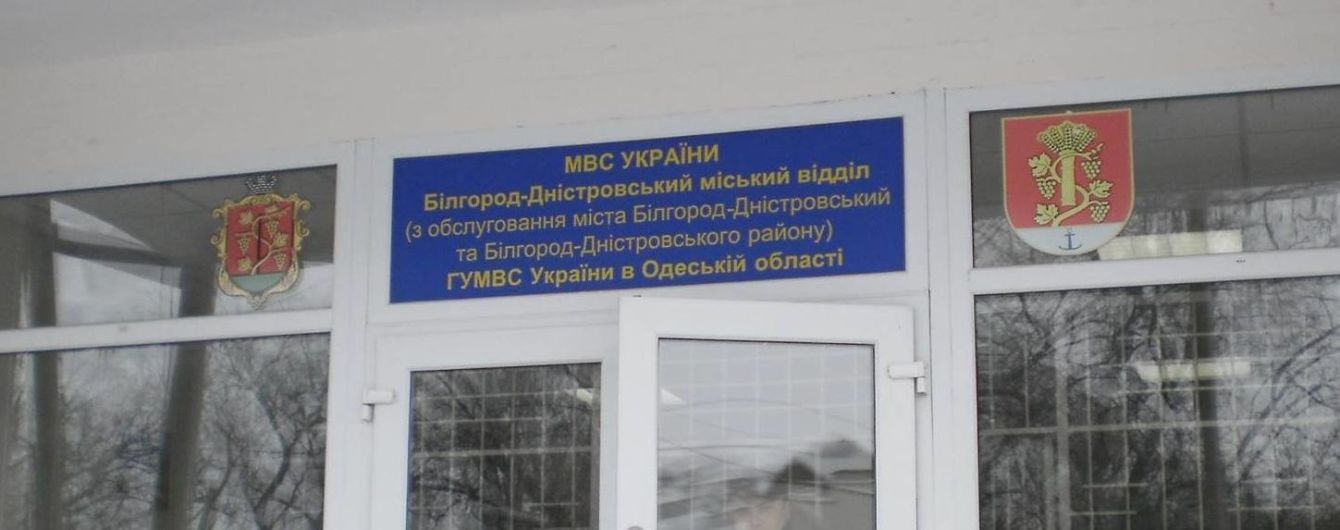 МВС УКРАЇНИ
Білгород-Дністровський міський відділ
(з обслуговання міста Білгород-Дністровський
та Білгород-Дністровського району)
ГУМВС України в Одеській області